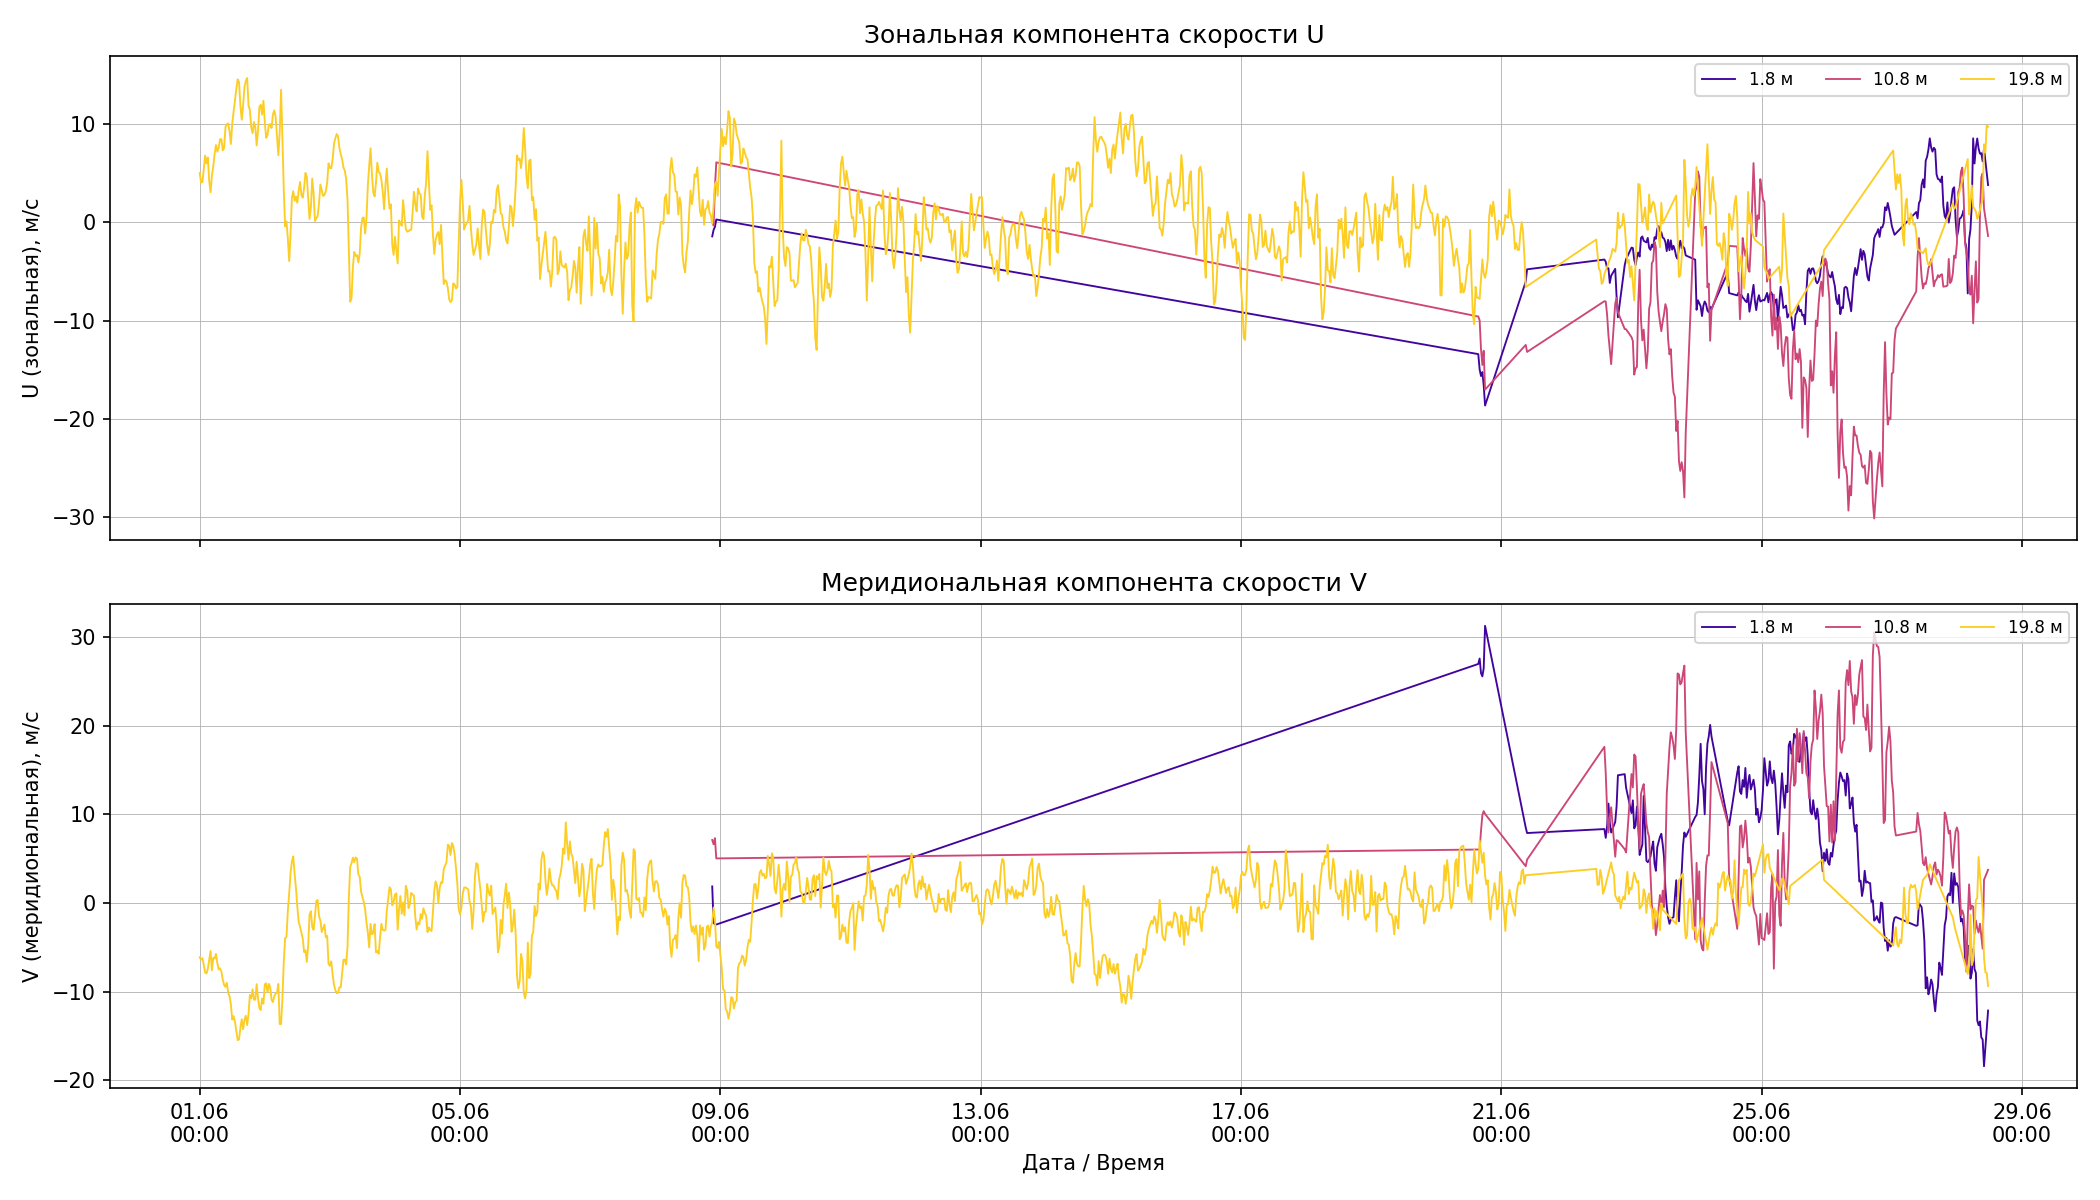 Зональная компонента скорости U
1.8 м 10.8 м 19.8 м
10
0
−10
−20
−30
U (зональная), м/с
Меридиональная компонента скорости V
1.8 м 10.8 м 19.8 м
30
20
10
0
−10
−20
V (меридиональная), м/с
01.06 05.06 09.06 13.06 17.06 21.06 25.06 29.06
00:00 00:00 00:00 00:00 00:00 00:00 00:00 00:00
Дата / Время